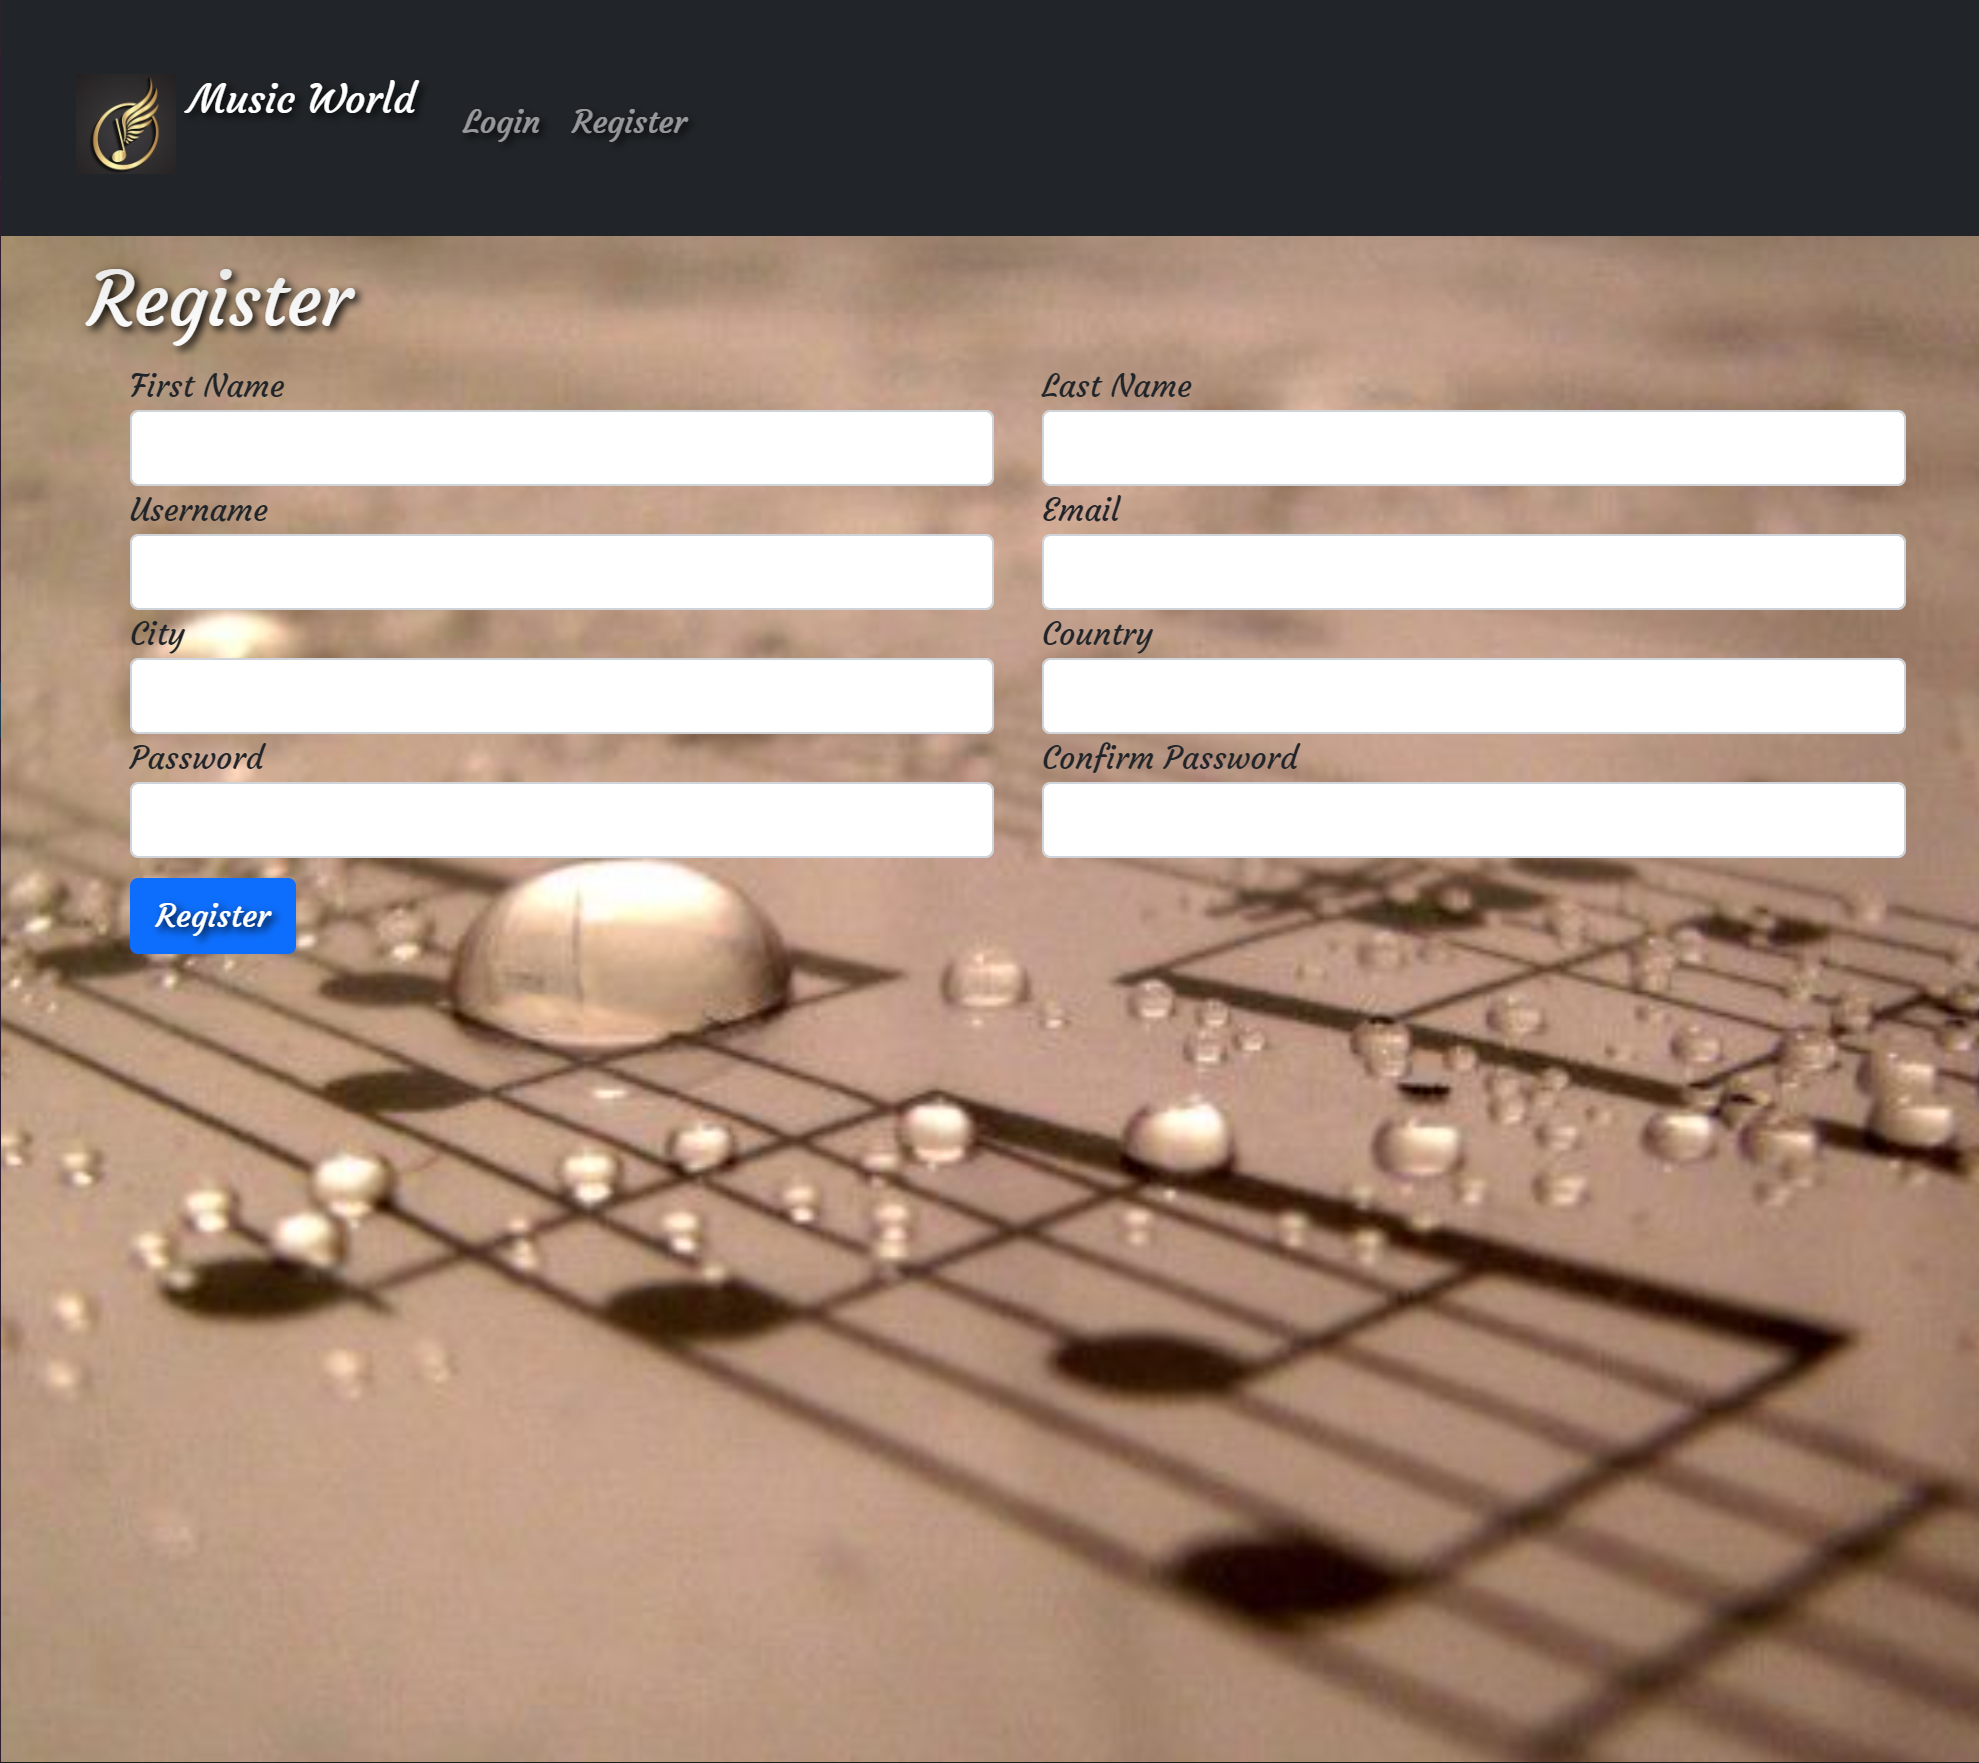 Music World
Login Register
Register
First Name Last Name
Username Email
City Country
Password Confirm Password
Register